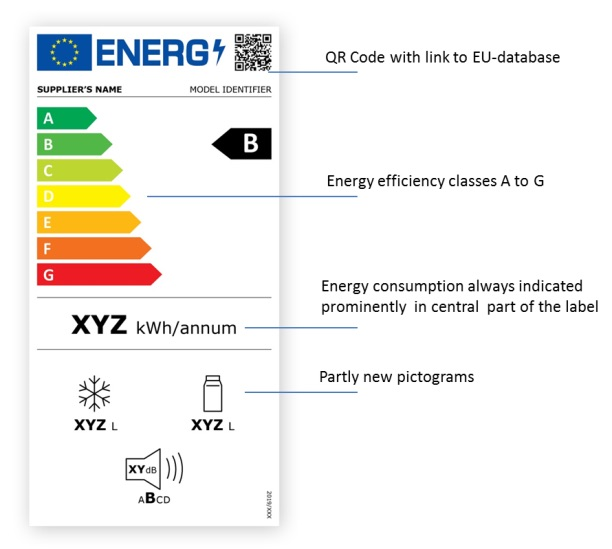 ENERG
QR Code with link to EU-database
SUPPLIER'S NAME MODEL IDENTIFIER
A
B B
C
D
Energy efficiency classes A to G
E
F
G
Energy consumption always indicated
prominently in central part of the label
XYZ kWh/annum
Partly new pictograms
XYZ L XYZ L
XY dB
ABCD
2019/XXX